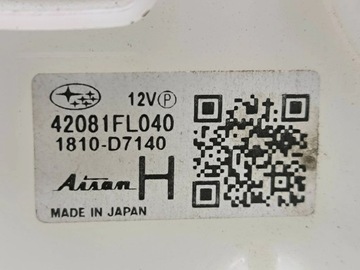 12V Ⓟ
42081FL040
1810-D7140
Aisan H
MADE IN JAPAN